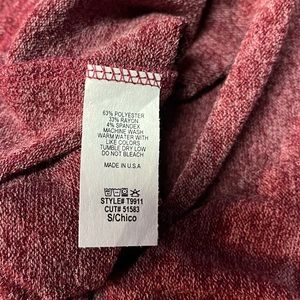 63% POLYESTER
33% RAYON
4% SPANDEX
MACHINE WASH
WARM WATER WITH
LIKE COLORS
TUMBLE DRY LOW
DO NOT BLEACH
MADE IN U.S.A
STYLE# T9911
CUT# 51583
S/Chico